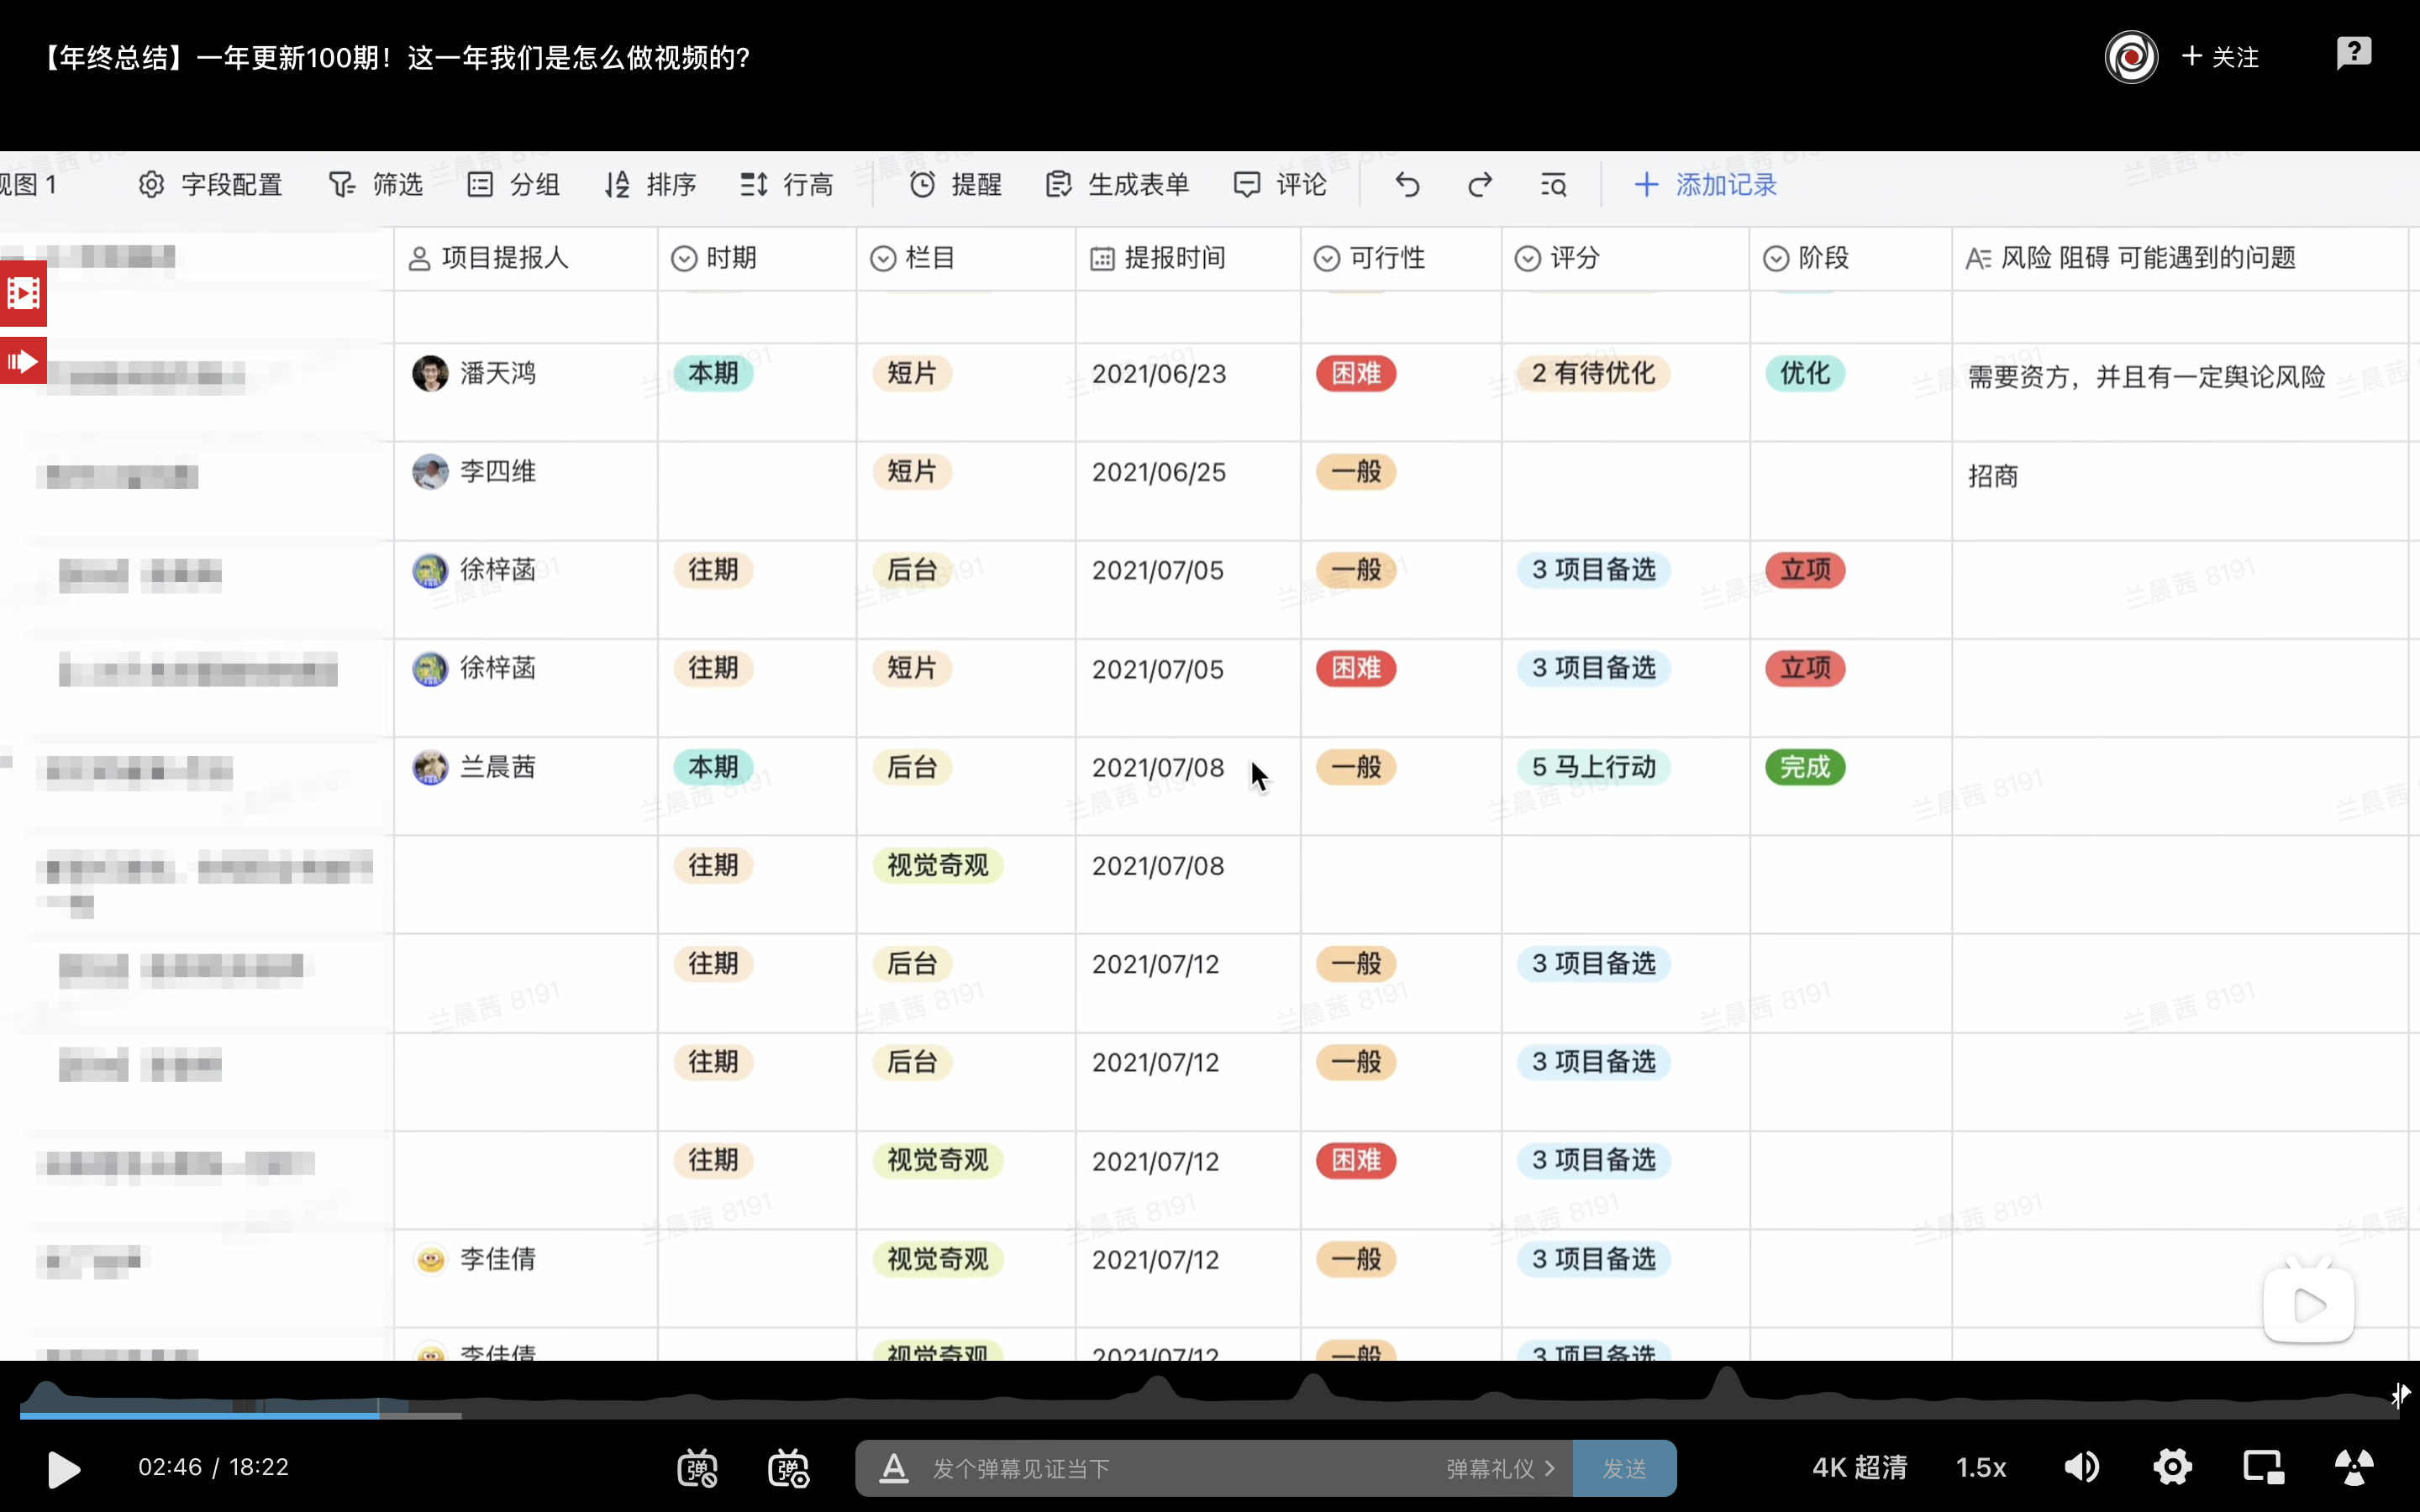 【年终总结】一年更新100期！这一年我们是怎么做视频的?
+ 关注
视图 1 字段配置 筛选 分组 排序 行高 提醒 生成表单 评论 添加记录
项目提报人 时期 栏目 提报时间 可行性 评分 阶段 风险 阻碍 可能遇到的问题
潘天鸿 本期 短片 2021/06/23 困难 2 有待优化 优化 需要资方，并且有一定舆论风险
李四维 短片 2021/06/25 一般 招商
徐梓菡 往期 后台 2021/07/05 一般 3 项目备选 立项
徐梓菡 往期 短片 2021/07/05 困难 3 项目备选 立项
兰晨茜 本期 后台 2021/07/08 一般 5 马上行动 完成
往期 视觉奇观 2021/07/08
往期 后台 2021/07/12 一般 3 项目备选
往期 后台 2021/07/12 一般 3 项目备选
往期 视觉奇观 2021/07/12 困难 3 项目备选
李佳倩 视觉奇观 2021/07/12 一般 3 项目备选
李佳倩 视觉奇观 2021/07/12 一般 3 项目备选
兰晨茜 8191
02:46 / 18:22 弹 弹 A 发个弹幕见证当下 弹幕礼仪 > 发送 4K 超清 1.5x